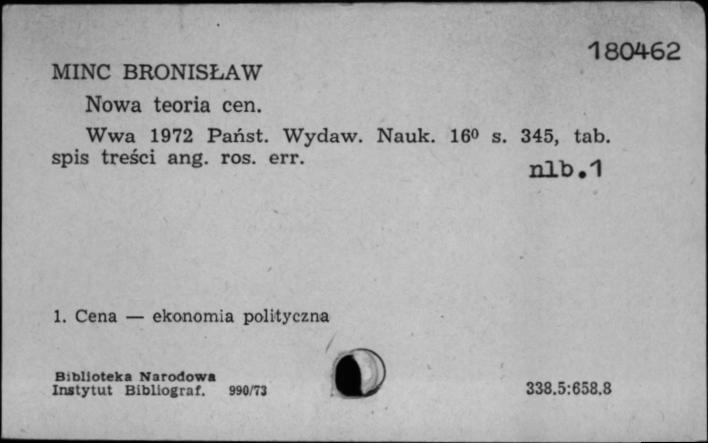 180462
MINC BRONISŁAW
Nowa teoria cen.
Wwa 1972 Państ. Wydaw. Nauk. 16⁰ s. 345, tab.
spis treści ang. ros. err.
nlb.1
1. Cena — ekonomia polityczna
Biblioteka Narodowa
Instytut Bibliograf. 990/73
338.5:658.8